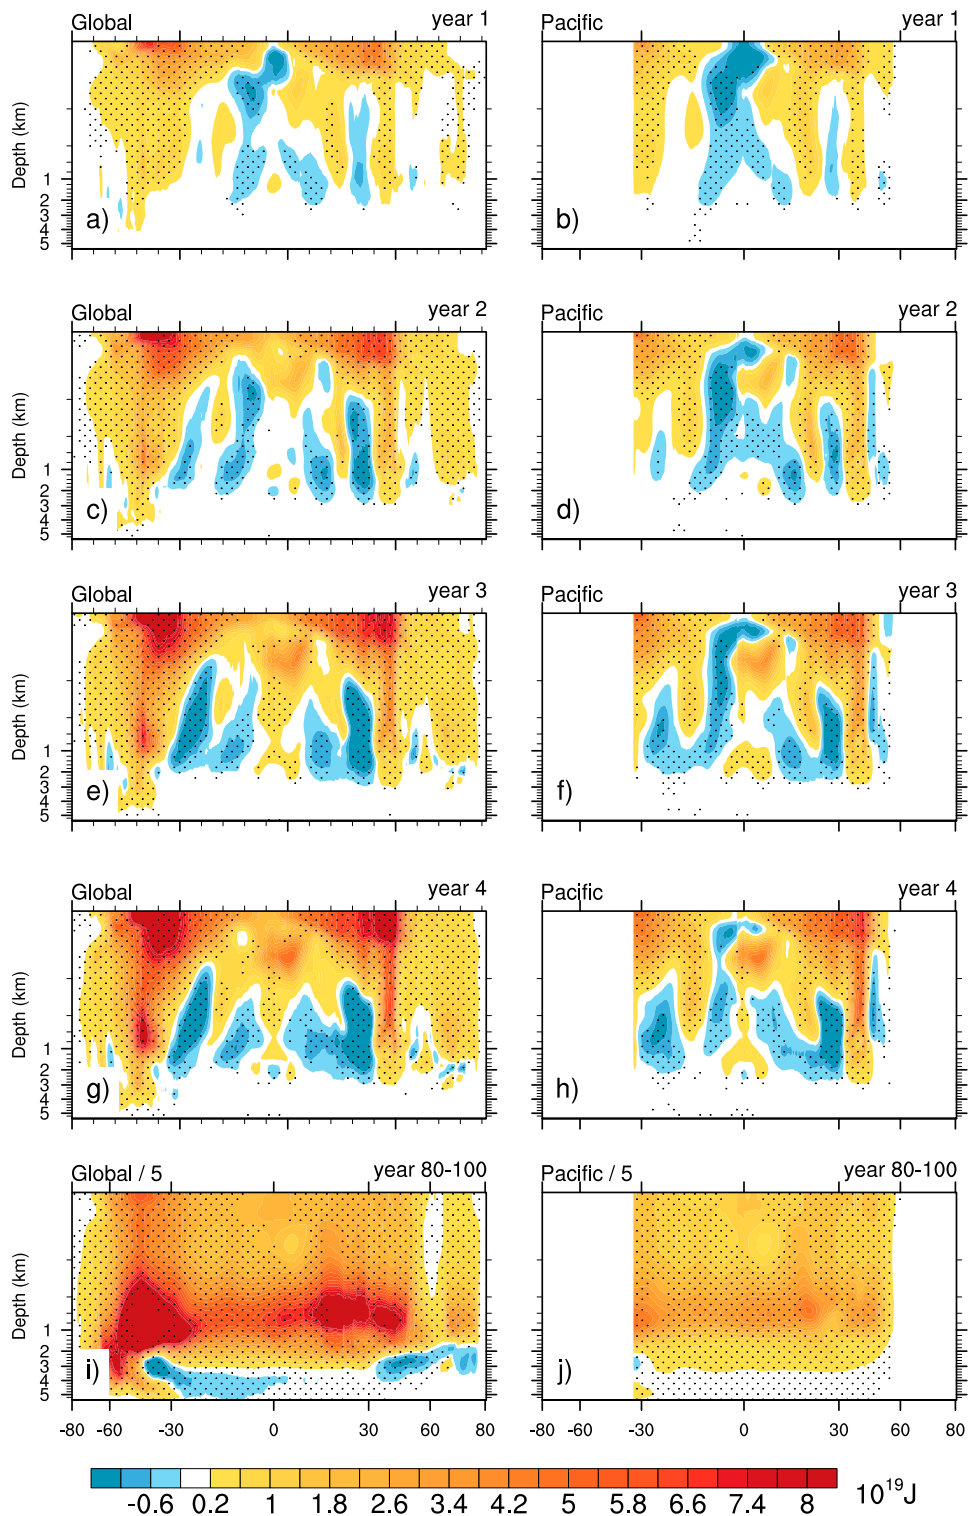 Global year 1 Pacific year 1
Depth (km)
1
2
3
4
5
a) b)
Global year 2 Pacific year 2
Depth (km)
1
2
3
4
5
c) d)
Global year 3 Pacific year 3
Depth (km)
1
2
3
4
5
e) f)
Global year 4 Pacific year 4
Depth (km)
1
2
3
4
5
g) h)
Global / 5 year 80-100 Pacific / 5 year 80-100
Depth (km)
1
2
3
4
5
i) j)
-80 -60 -30 0 30 60 80 -80 -60 -30 0 30 60 80
-0.6 0.2 1 1.8 2.6 3.4 4.2 5 5.8 6.6 7.4 8 10¹⁹J